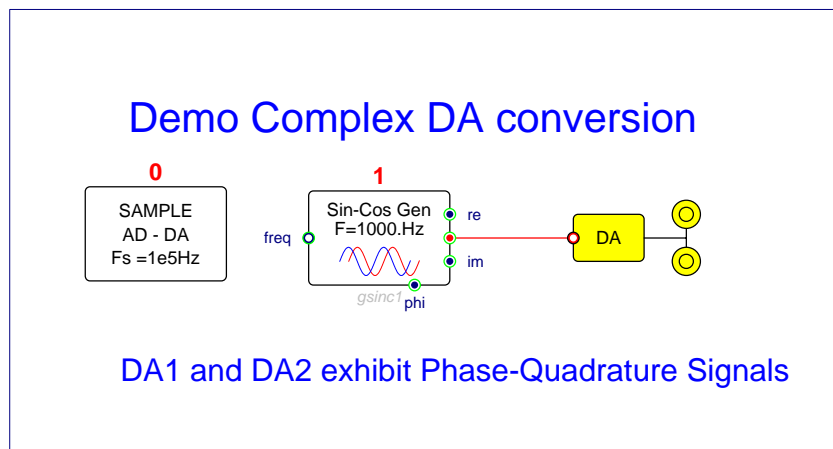 Demo Complex DA conversion
0
SAMPLE
AD - DA
Fs =1e5Hz
1
Sin-Cos Gen
F=1000.Hz
freq
re
im
phi
gsinc1
DA
DA1 and DA2 exhibit Phase-Quadrature Signals